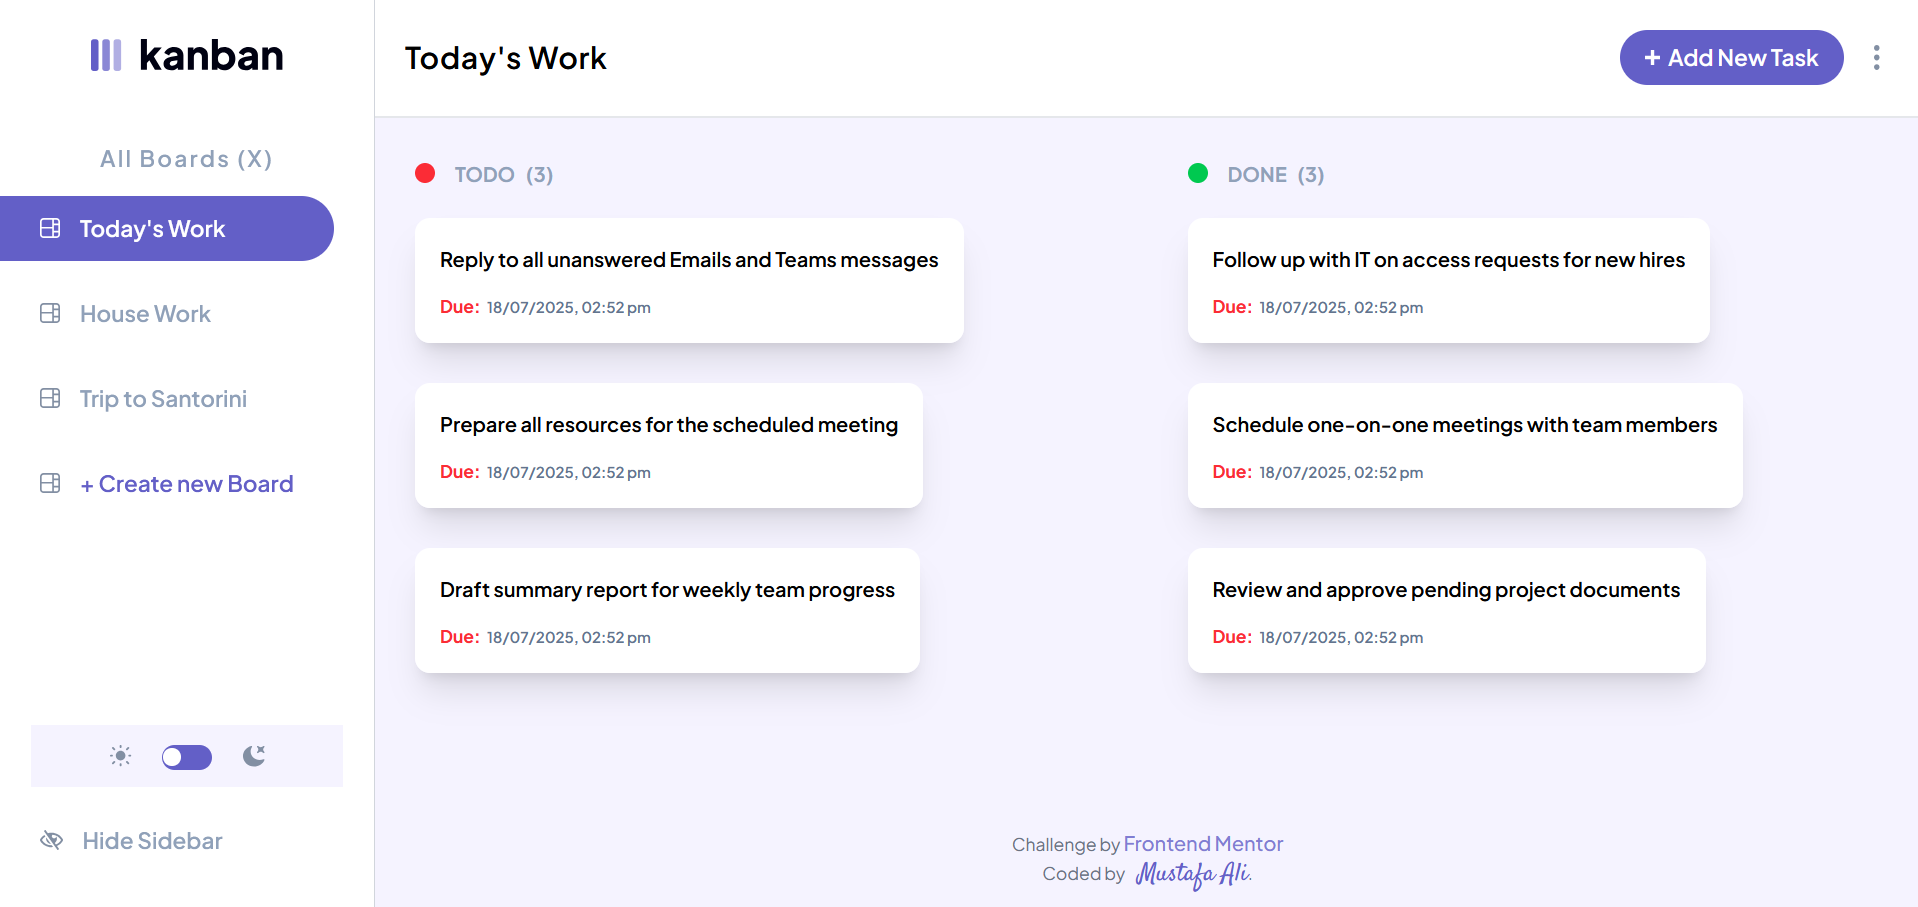 kanban
All Boards (X)
Today's Work
House Work
Trip to Santorini
+ Create new Board
Hide Sidebar
Today's Work
+ Add New Task
TODO (3)
Reply to all unanswered Emails and Teams messages
Due: 18/07/2025, 02:52 pm
Prepare all resources for the scheduled meeting
Due: 18/07/2025, 02:52 pm
Draft summary report for weekly team progress
Due: 18/07/2025, 02:52 pm
DONE (3)
Follow up with IT on access requests for new hires
Due: 18/07/2025, 02:52 pm
Schedule one-on-one meetings with team members
Due: 18/07/2025, 02:52 pm
Review and approve pending project documents
Due: 18/07/2025, 02:52 pm
Challenge by Frontend Mentor
Coded by Mustafa Ali.